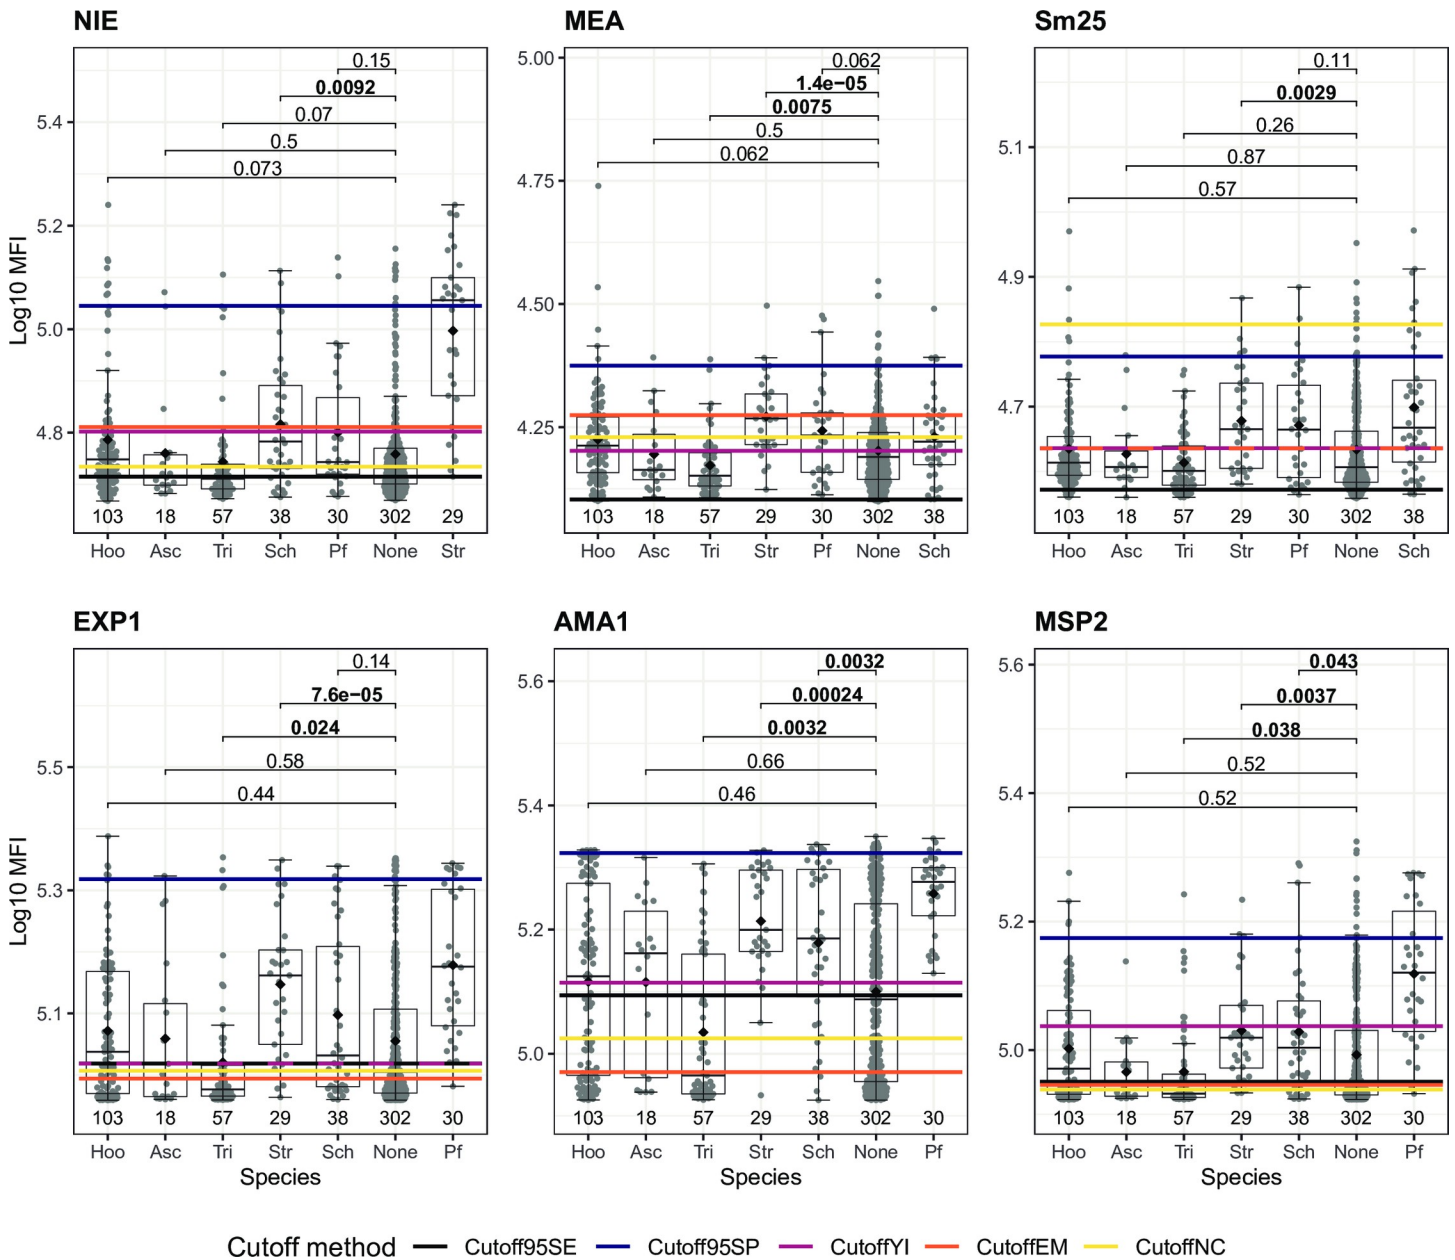 NIE
MEA
Sm25
Log10 MFI
5.4
5.2
5.0
4.8
0.15
0.0092
0.07
0.5
0.073
103 18 57 38 30 302 29
Hoo Asc Tri Sch Pf None Str
5.00
4.75
4.50
4.25
0.062
1.4e−05
0.0075
0.5
0.062
103 18 57 29 30 302 38
Hoo Asc Tri Str Pf None Sch
5.1
4.9
4.7
0.11
0.0029
0.26
0.87
0.57
103 18 57 29 30 302 38
Hoo Asc Tri Str Pf None Sch
EXP1
AMA1
MSP2
Log10 MFI
5.5
5.3
5.1
0.14
7.6e−05
0.024
0.58
0.44
103 18 57 29 38 302 30
Hoo Asc Tri Str Sch None Pf
Species
5.6
5.4
5.2
5.0
0.0032
0.00024
0.0032
0.66
0.46
103 18 57 29 38 302 30
Hoo Asc Tri Str Sch None Pf
Species
5.6
5.4
5.2
5.0
0.043
0.0037
0.038
0.52
0.52
103 18 57 29 38 302 30
Hoo Asc Tri Str Sch None Pf
Species
Cutoff method Cutoff95SE Cutoff95SP CutoffYI CutoffEM CutoffNC